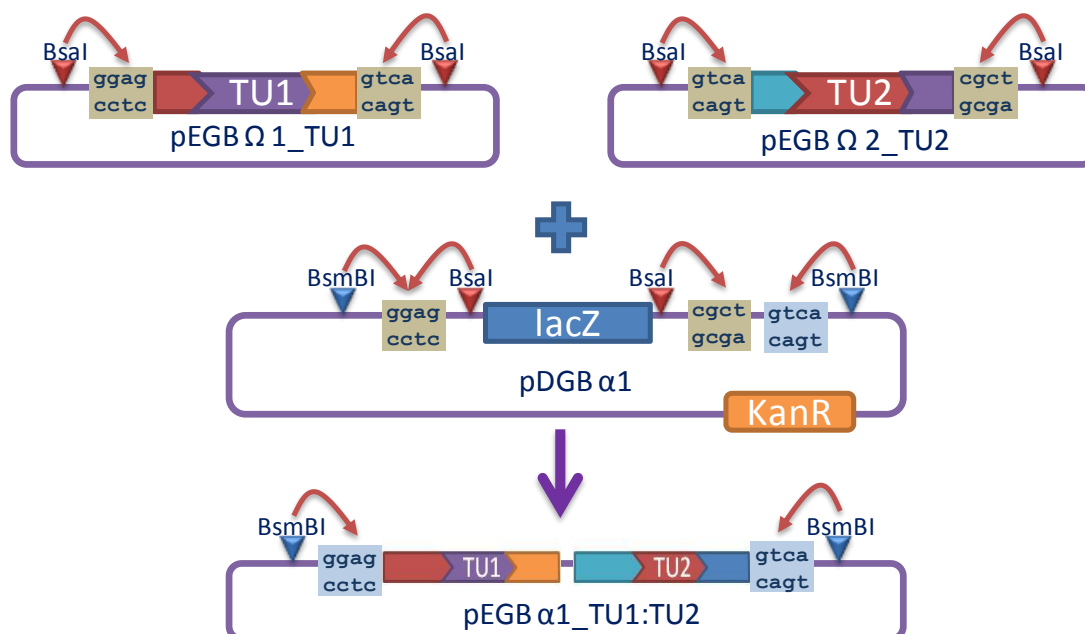 BsaI
BsaI
BsaI
BsaI
ggag
cctc
TU1
gtca
cagt
gtca
cagt
TU2
cgct
gcga
pEGB Ω 1_TU1
pEGB Ω 2_TU2
BsmBI
BsaI
BsaI
BsmBI
ggag
cctc
lacZ
cgct
gcga
gtca
cagt
pDGB α1
KanR
BsmBI
BsmBI
ggag
cctc
TU1
TU2
gtca
cagt
pEGB α1_TU1:TU2